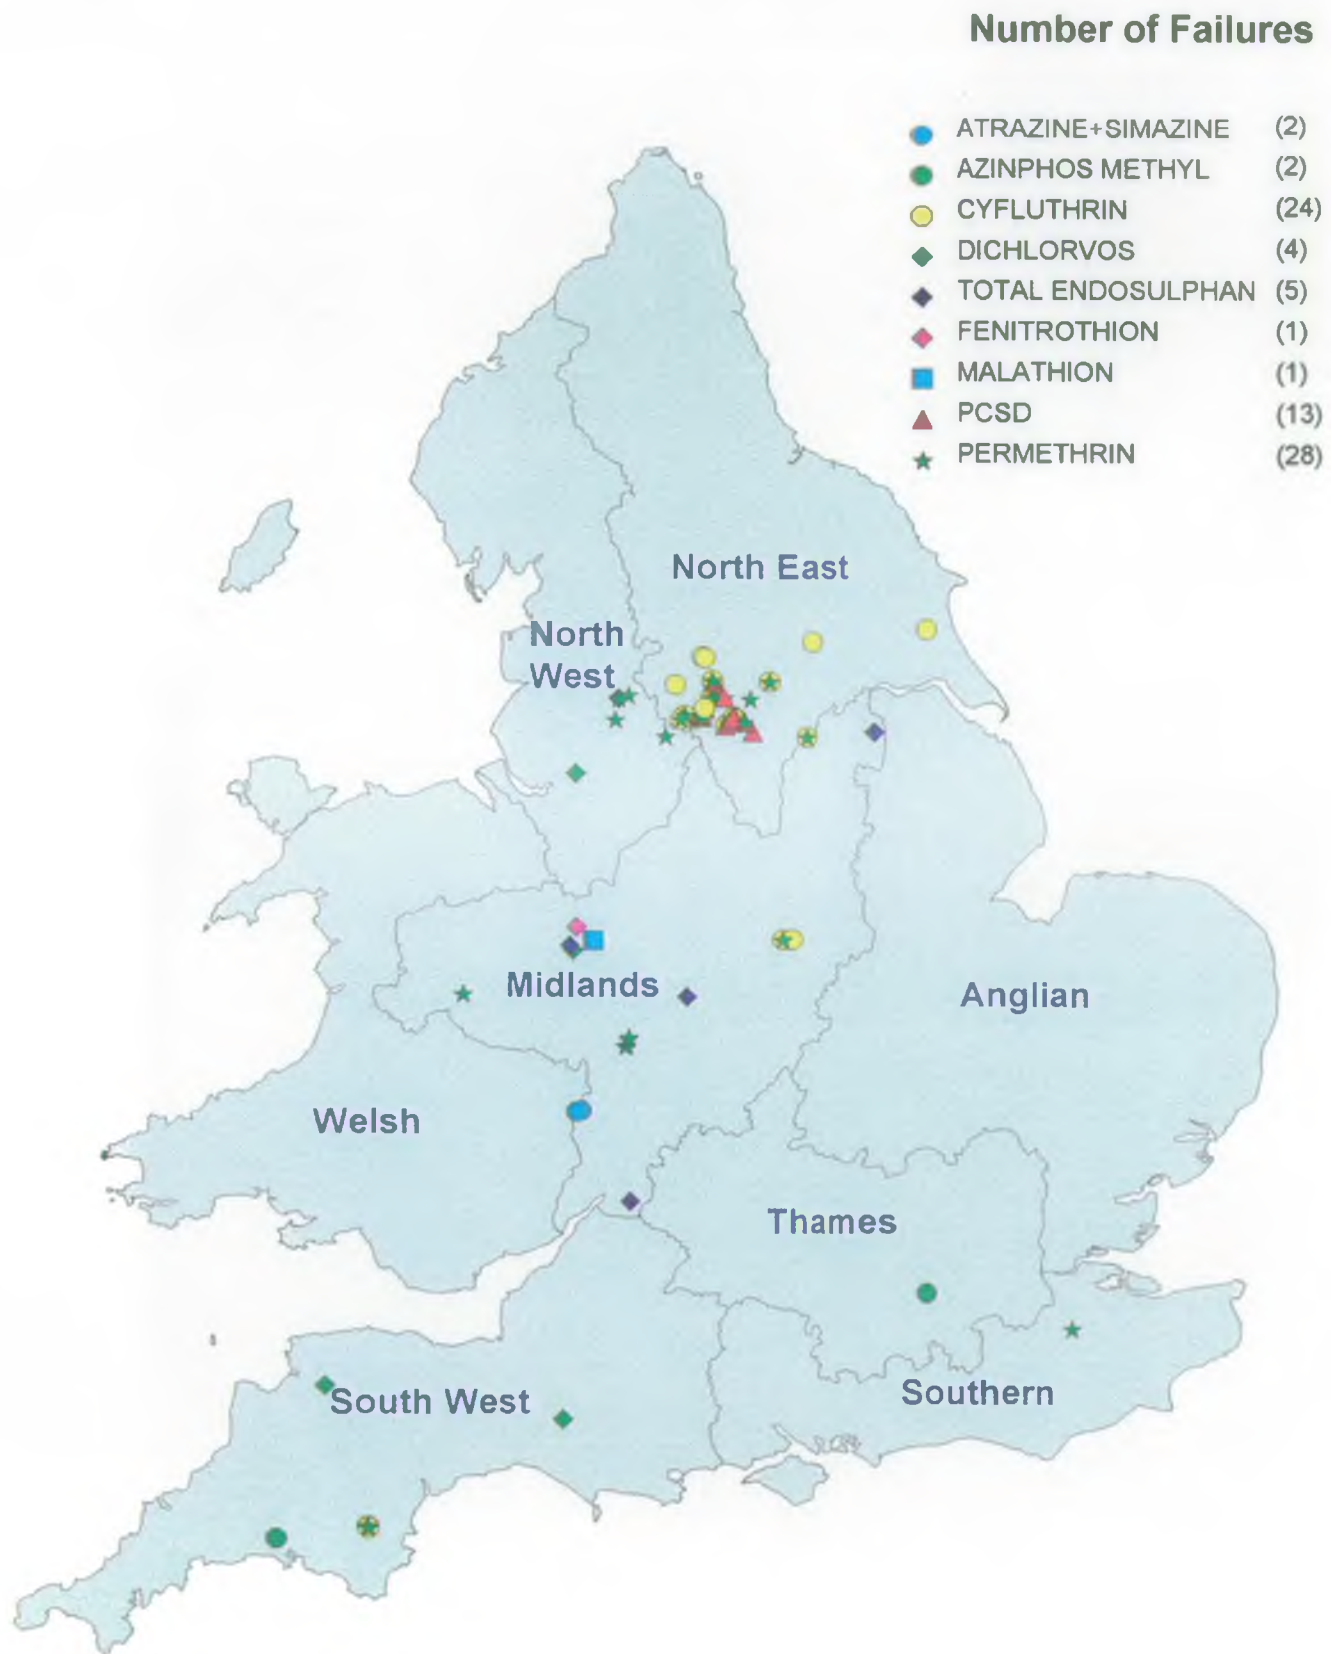 Number of Failures
ATRAZINE+SIMAZINE (2)
AZINPHOS METHYL (2)
CYFLUTHRIN (24)
DICHLORVOS (4)
TOTAL ENDOSULPHAN (5)
FENITROTHION (1)
MALATHION (1)
PCSD (13)
PERMETHRIN (28)
North East
North
West
Midlands
Anglian
Welsh
Thames
Southern
South West